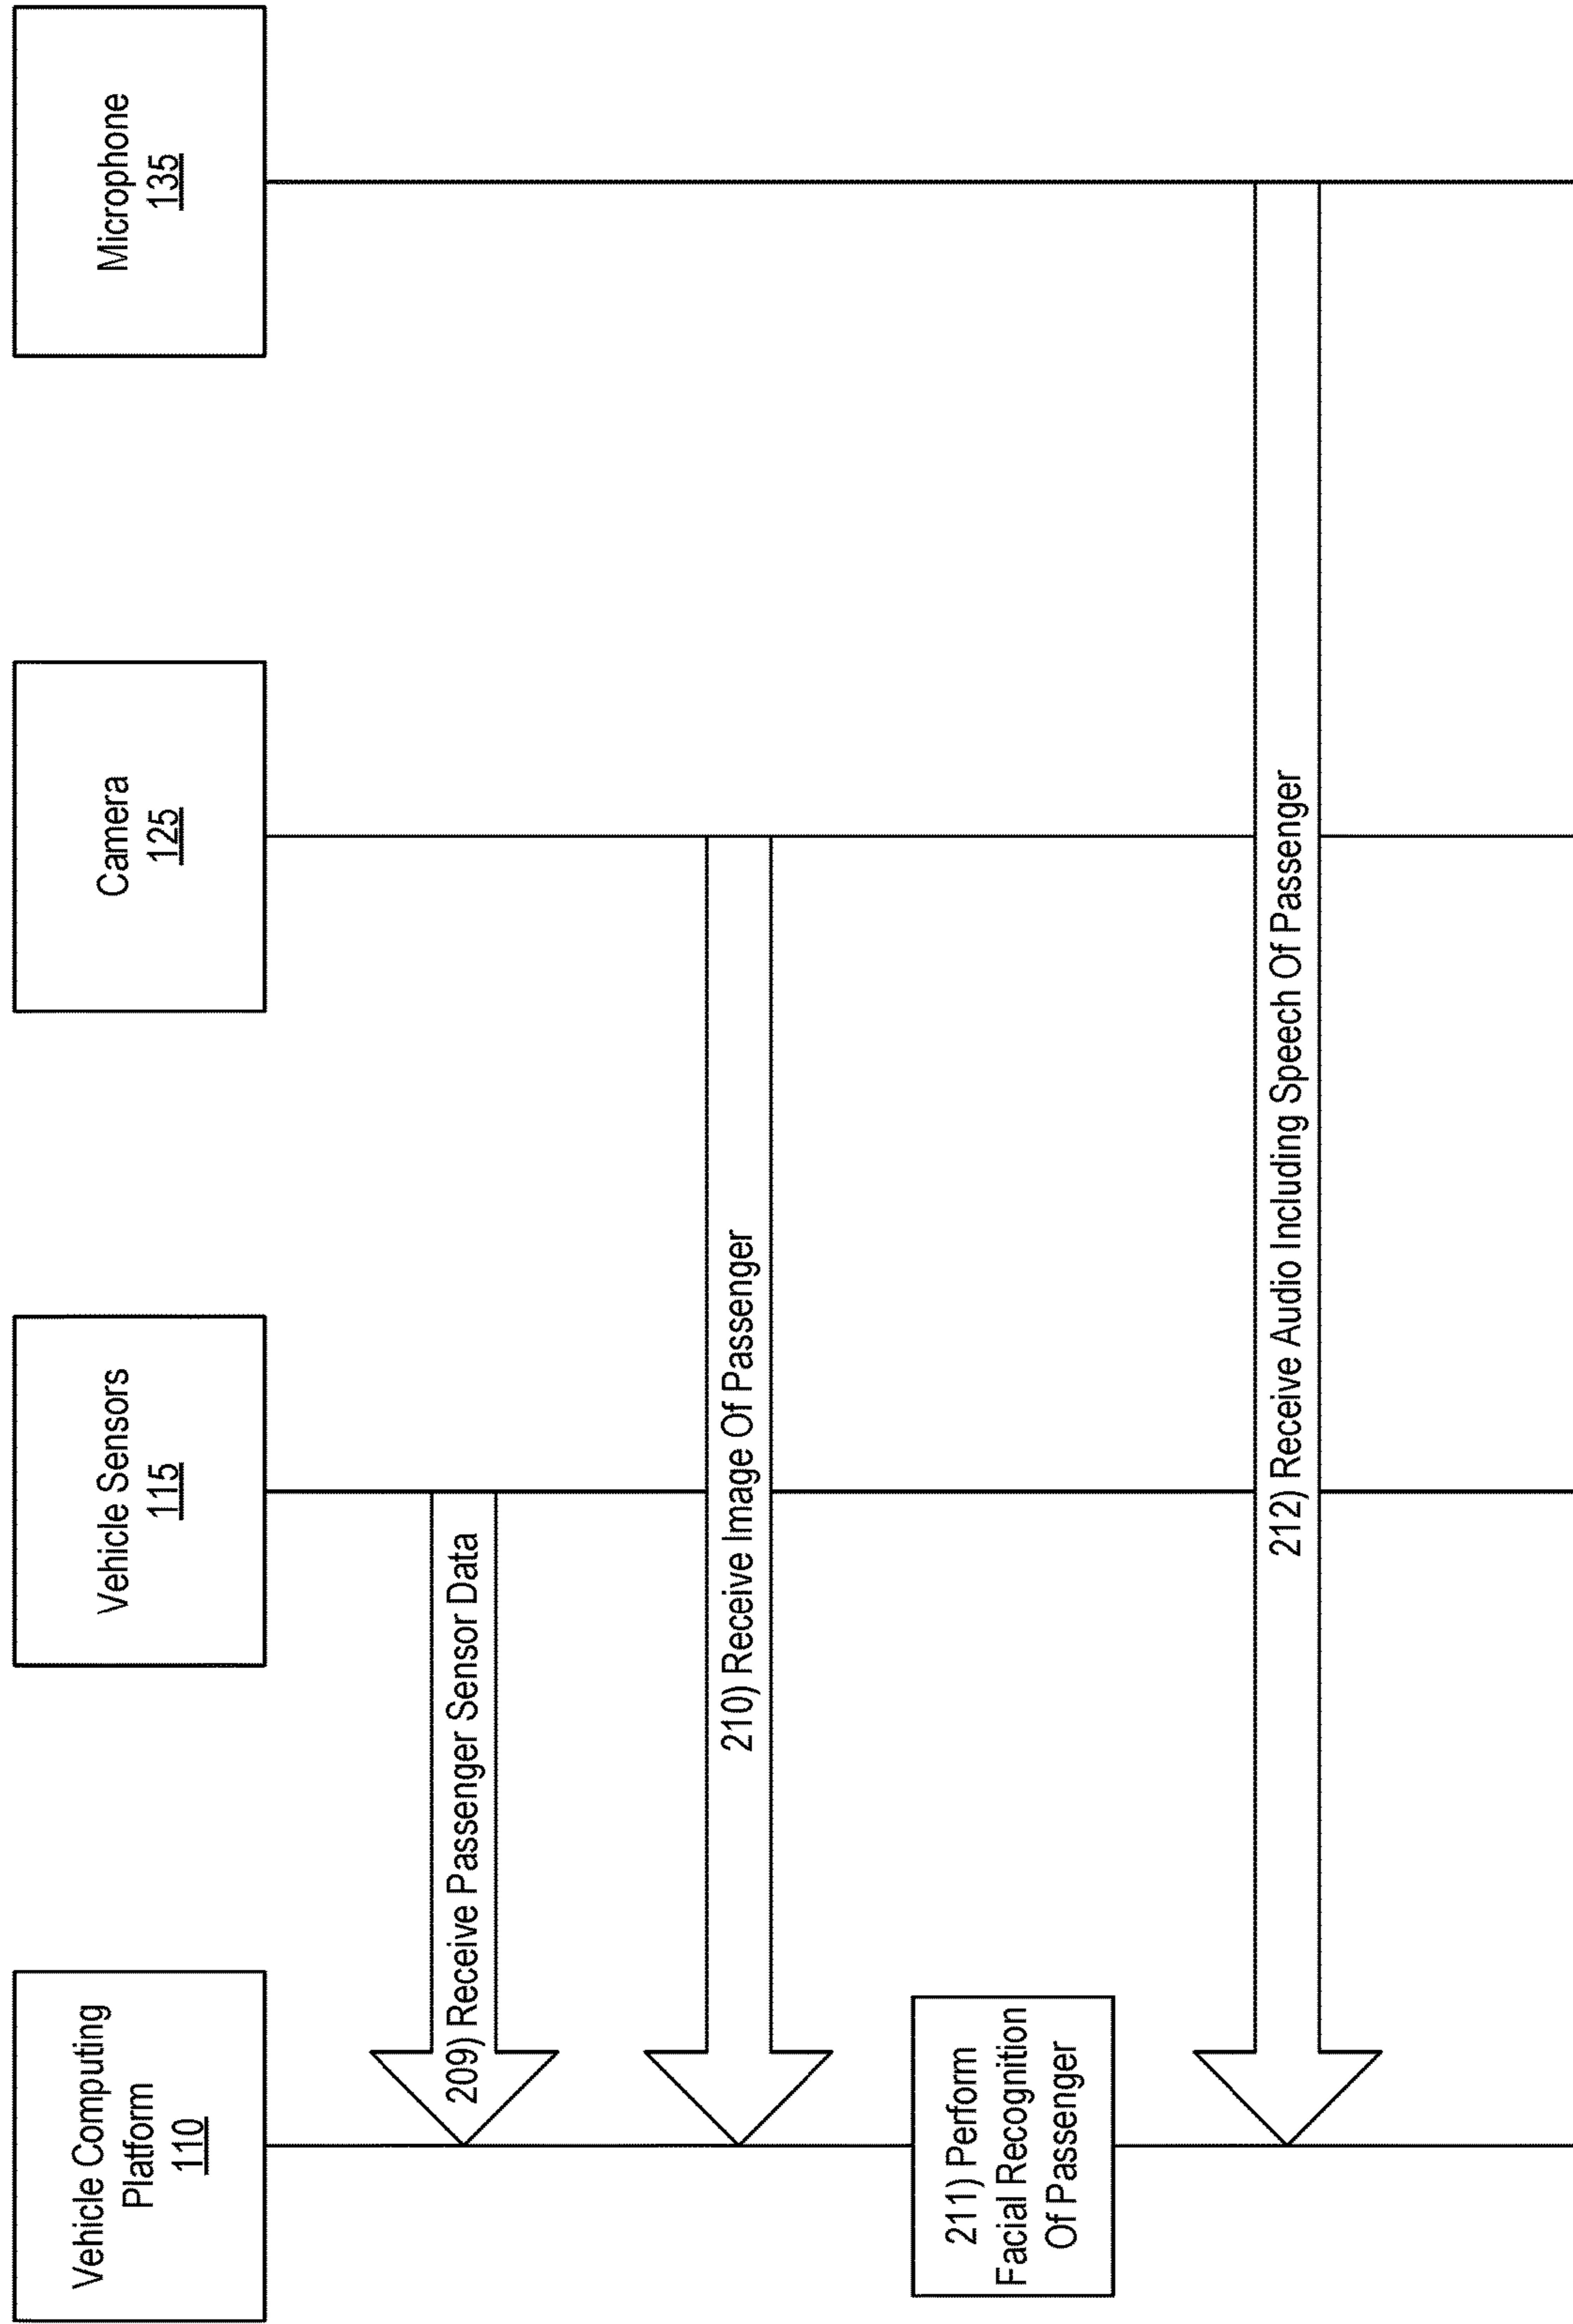 Vehicle Computing
Platform
110
Vehicle Sensors
115
Camera
125
Microphone
135
209) Receive Passenger Sensor Data
210) Receive Image Of Passenger
211) Perform
Facial Recognition
Of Passenger
212) Receive Audio Including Speech Of Passenger